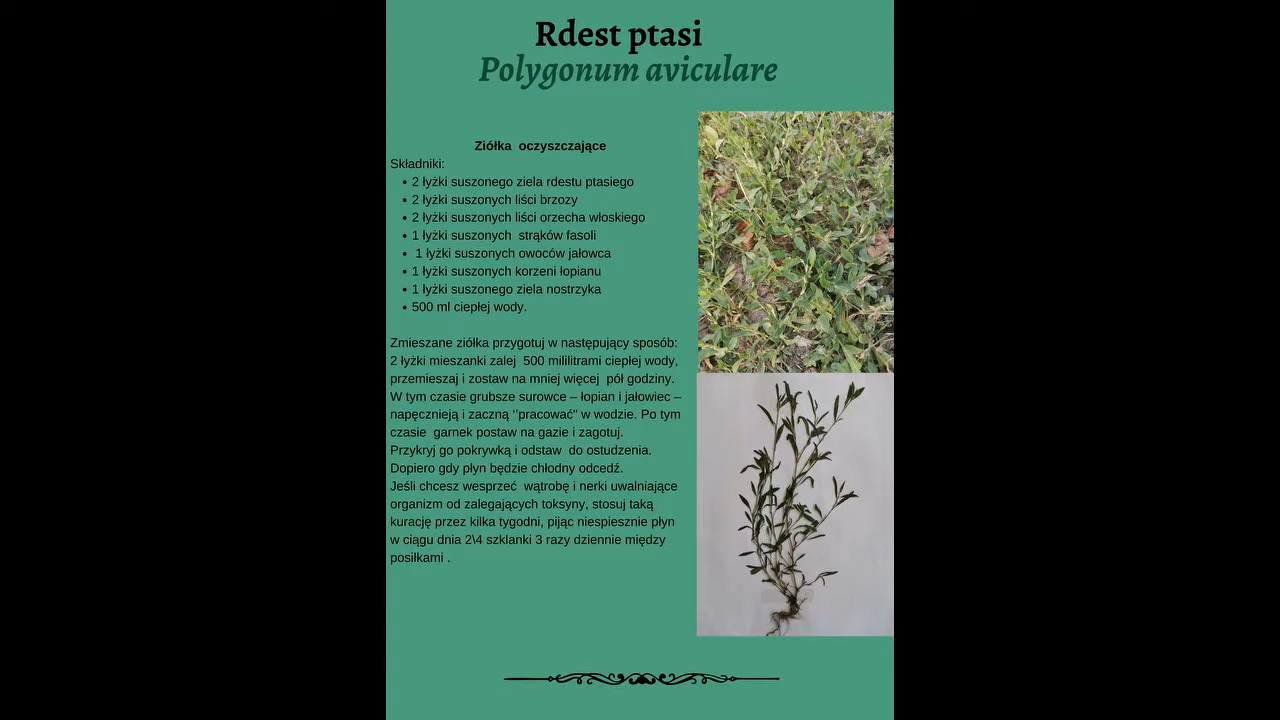 Rdest ptasi
Polygonum aviculare
Ziółka  oczyszczające
Składniki:
• 2 łyżki suszonego ziela rdestu ptasiego
• 2 łyżki suszonych liści brzozy
• 2 łyżki suszonych liści orzecha włoskiego
• 1 łyżki suszonych  strąków fasoli
•  1 łyżki suszonych owoców jałowca
• 1 łyżki suszonych korzeni łopianu
• 1 łyżki suszonego ziela nostrzyka
• 500 ml ciepłej wody.
Zmieszane ziółka przygotuj w następujący sposób:
2 łyżki mieszanki zalej  500 mililitrami ciepłej wody,
przemieszaj i zostaw na mniej więcej  pół godziny.
W tym czasie grubsze surowce – łopian i jałowiec –
napęcznieją i zaczną ‘’pracować" w wodzie. Po tym
czasie  garnek postaw na gazie i zagotuj.
Przykryj go pokrywką i odstaw  do ostudzenia.
Dopiero gdy płyn będzie chłodny odcedź.
Jeśli chcesz wesprzeć  wątrobę i nerki uwalniające
organizm od zalegających toksyny, stosuj taką
kurację przez kilka tygodni, pijąc niespiesznie płyn
w ciągu dnia 2\4 szklanki 3 razy dziennie między
posiłkami .